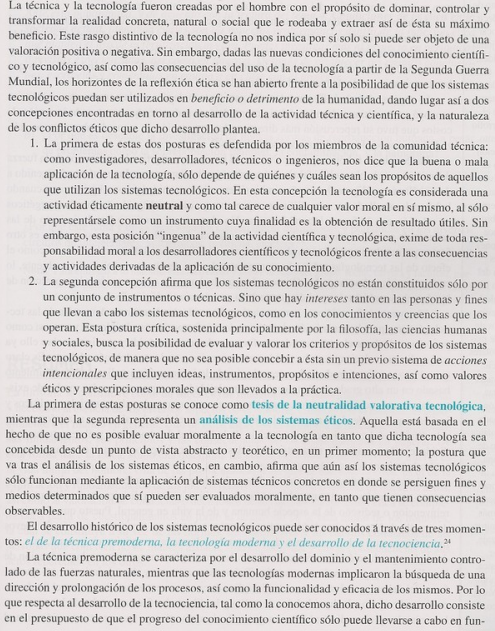 La técnica y la tecnología fueron creadas por el hombre con el propósito de dominar, controlar y
transformar la realidad concreta, natural o social que le rodeaba y extraer así de ésta su máximo
beneficio. Este rasgo distintivo de la tecnología no nos indica por sí solo si puede ser objeto de una
valoración positiva o negativa. Sin embargo, dadas las nuevas condiciones del conocimiento científi-
co y tecnológico, así como las consecuencias del uso de la tecnología a partir de la Segunda Guerra
Mundial, los horizontes de la reflexión ética se han abierto frente a la posibilidad de que los sistemas
tecnológicos puedan ser utilizados en beneficio o detrimento de la humanidad, dando lugar así a dos
concepciones encontradas en torno al desarrollo de la actividad técnica y científica, y la naturaleza
de los conflictos éticos que dicho desarrollo plantea.
1. La primera de estas dos posturas es defendida por los miembros de la comunidad técnica:
como investigadores, desarrolladores, técnicos o ingenieros, nos dice que la buena o mala
aplicación de la tecnología, sólo depende de quiénes y cuáles sean los propósitos de aquellos
que utilizan los sistemas tecnológicos. En esta concepción la tecnología es considerada una
actividad éticamente neutral y como tal carece de cualquier valor moral en sí mismo, al sólo
representársele como un instrumento cuya finalidad es la obtención de resultado útiles. Sin
embargo, esta posición “ingenua” de la actividad científica y tecnológica, exime de toda res-
ponsabilidad moral a los desarrolladores científicos y tecnológicos frente a las consecuencias
y actividades derivadas de la aplicación de su conocimiento.
2. La segunda concepción afirma que los sistemas tecnológicos no están constituidos sólo por
un conjunto de instrumentos o técnicas. Sino que hay intereses tanto en las personas y fines
que llevan a cabo los sistemas tecnológicos, como en los conocimientos y creencias que los
operan. Esta postura crítica, sostenida principalmente por la filosofía, las ciencias humanas
y sociales, busca la posibilidad de evaluar y valorar los criterios y propósitos de los sistemas
tecnológicos, de manera que no sea posible concebir a ésta sin un previo sistema de acciones
intencionales que incluyen ideas, instrumentos, propósitos e intenciones, así como valores
éticos y prescripciones morales que son llevados a la práctica.
La primera de estas posturas se conoce como tesis de la neutralidad valorativa tecnológica,
mientras que la segunda representa un análisis de los sistemas éticos. Aquella está basada en el
hecho de que no es posible evaluar moralmente a la tecnología en tanto que dicha tecnología sea
concebida desde un punto de vista abstracto y teorético, en un primer momento; la postura que
va tras el análisis de los sistemas éticos, en cambio, afirma que aún así los sistemas tecnológicos
sólo funcionan mediante la aplicación de sistemas técnicos concretos en donde se persiguen fines y
medios determinados que sí pueden ser evaluados moralmente, en tanto que tienen consecuencias
observables.
El desarrollo histórico de los sistemas tecnológicos puede ser conocidos a través de tres momen-
tos: el de la técnica premoderna, la tecnología moderna y el desarrollo de la tecnociencia.24
La técnica premoderna se caracteriza por el desarrollo del dominio y el mantenimiento contro-
lado de las fuerzas naturales, mientras que las tecnologías modernas implicaron la búsqueda de una
dirección y prolongación de los procesos, así como la funcionalidad y eficacia de los mismos. Por lo
que respecta al desarrollo de la tecnociencia, tal como la conocemos ahora, dicho desarrollo consiste
en el presupuesto de que el progreso del conocimiento científico sólo puede llevarse a cabo en fun-